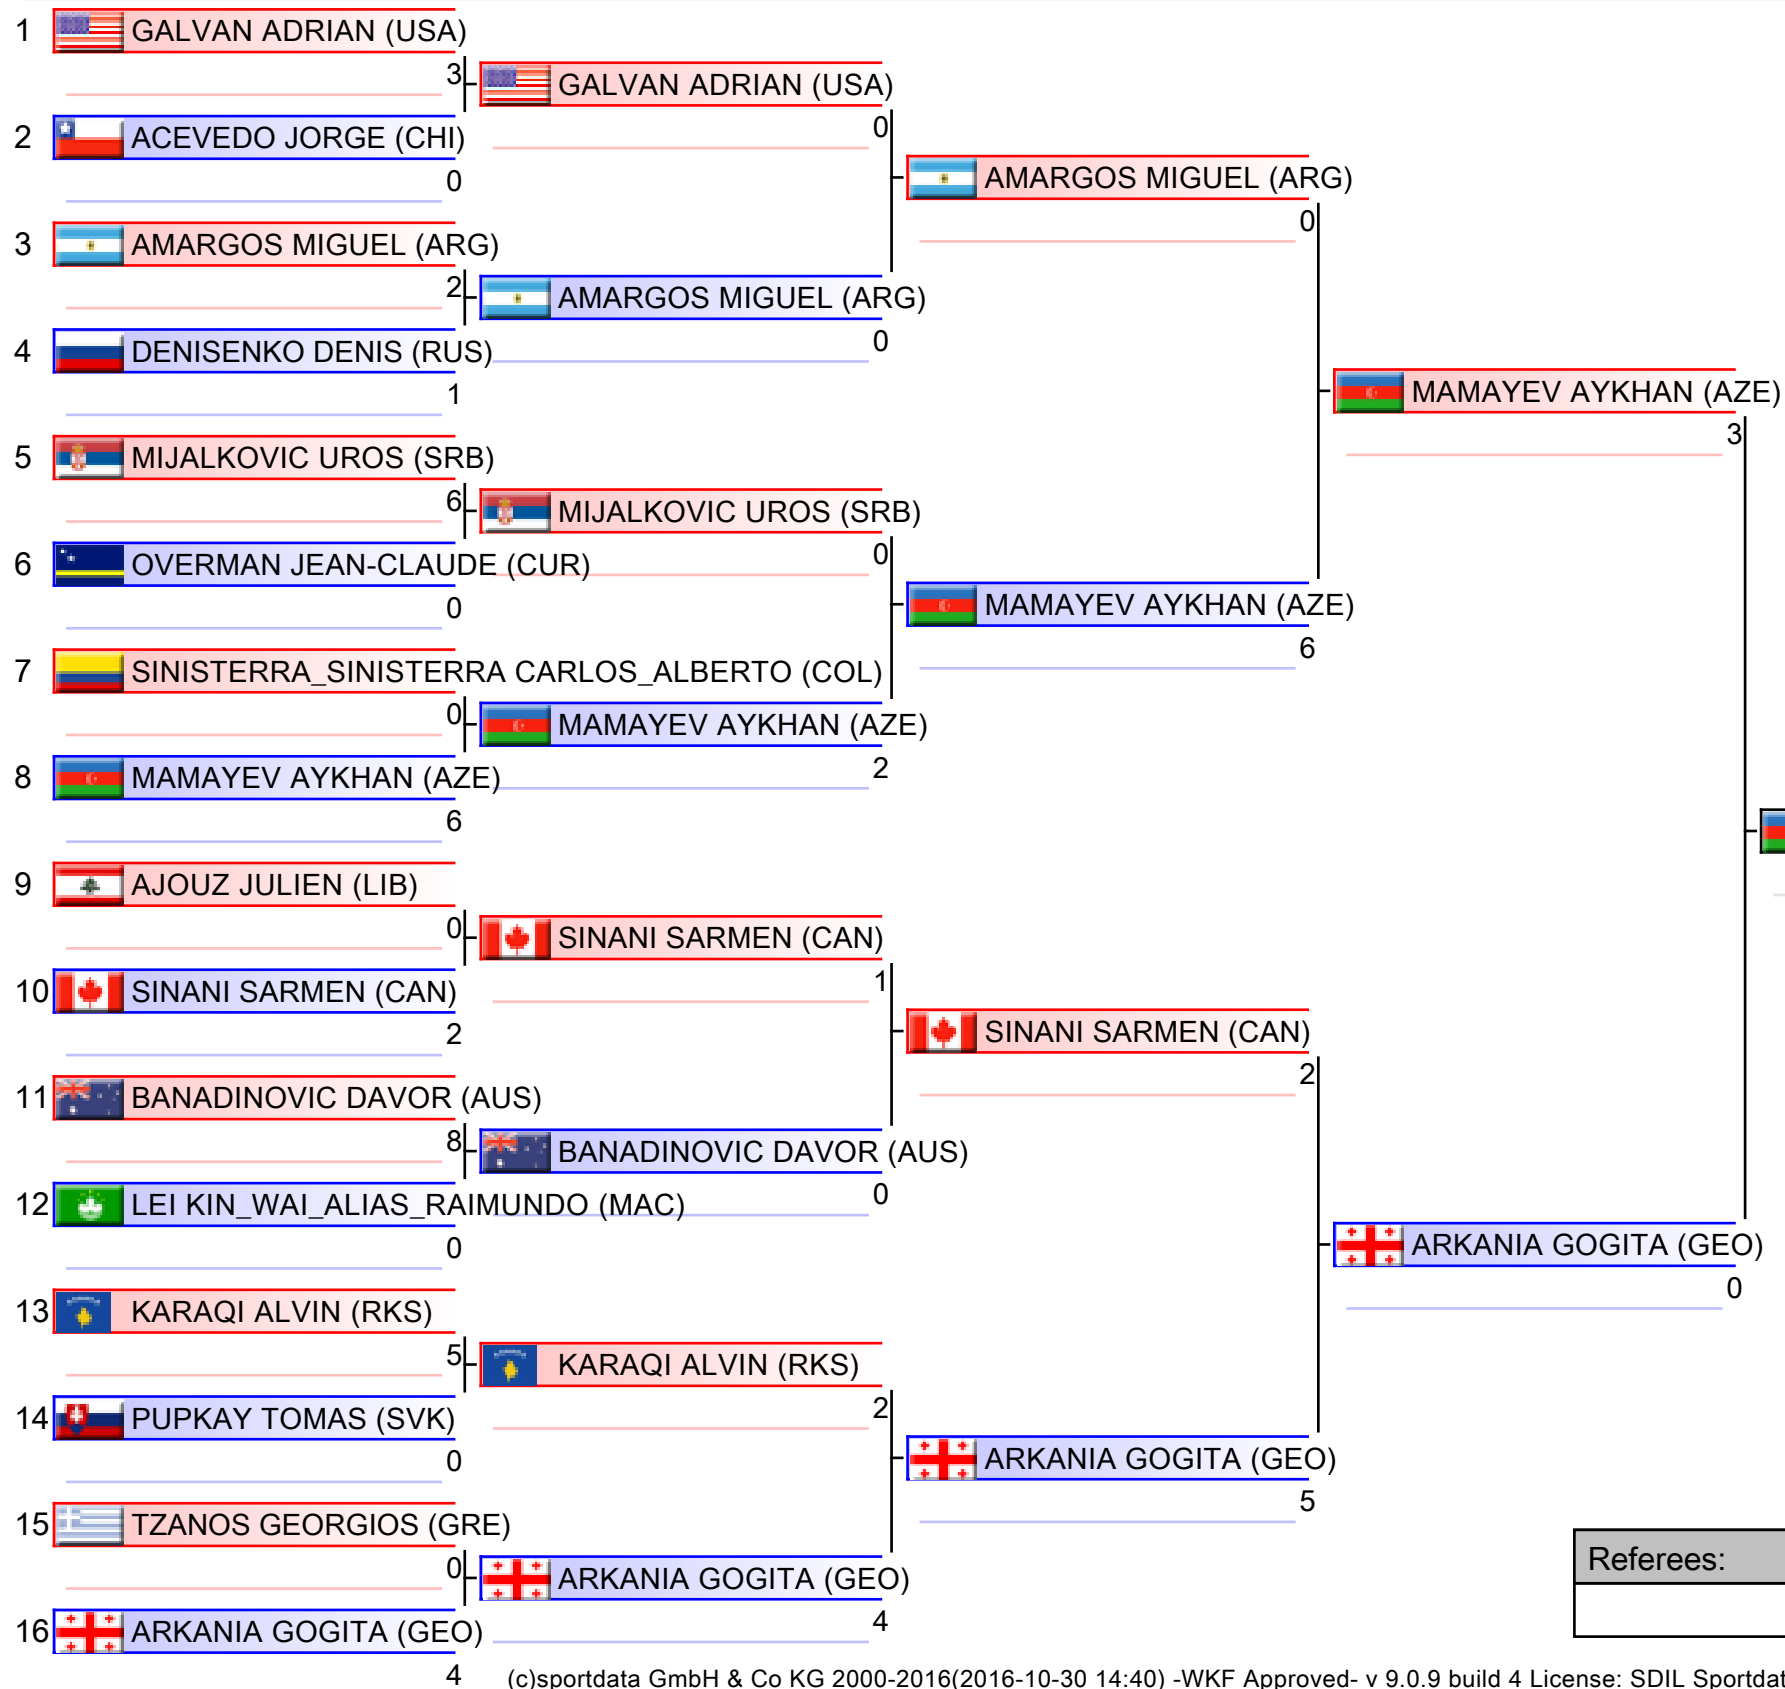 1 GALVAN ADRIAN (USA)
3
GALVAN ADRIAN (USA)
0
2 ACEVEDO JORGE (CHI)
0
AMARGOS MIGUEL (ARG)
0
3 AMARGOS MIGUEL (ARG)
2
AMARGOS MIGUEL (ARG)
0
4 DENISENKO DENIS (RUS)
1
MAMAYEV AYKHAN (AZE)
3
5 MIJALKOVIC UROS (SRB)
6
MIJALKOVIC UROS (SRB)
0
6 OVERMAN JEAN-CLAUDE (CUR)
0
MAMAYEV AYKHAN (AZE)
6
7 SINISTERRA_SINISTERRA CARLOS_ALBERTO (COL)
0
MAMAYEV AYKHAN (AZE)
2
8 MAMAYEV AYKHAN (AZE)
6
9 AJOUZ JULIEN (LIB)
0
SINANI SARMEN (CAN)
1
10 SINANI SARMEN (CAN)
2
SINANI SARMEN (CAN)
2
11 BANADINOVIC DAVOR (AUS)
8
BANADINOVIC DAVOR (AUS)
0
12 LEI KIN_WAI_ALIAS_RAIMUNDO (MAC)
0
ARKANIA GOGITA (GEO)
0
13 KARAQI ALVIN (RKS)
5
KARAQI ALVIN (RKS)
2
14 PUPKAY TOMAS (SVK)
0
ARKANIA GOGITA (GEO)
5
15 TZANOS GEORGIOS (GRE)
0
ARKANIA GOGITA (GEO)
4
16 ARKANIA GOGITA (GEO)
4
Referees:
(c)sportdata GmbH & Co KG 2000-2016(2016-10-30 14:40) -WKF Approved- v 9.0.9 build 4 License: SDIL Sportdat